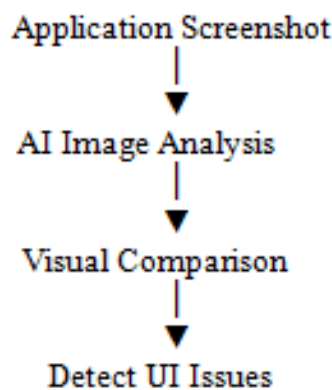 Application Screenshot
AI Image Analysis
Visual Comparison
Detect UI Issues